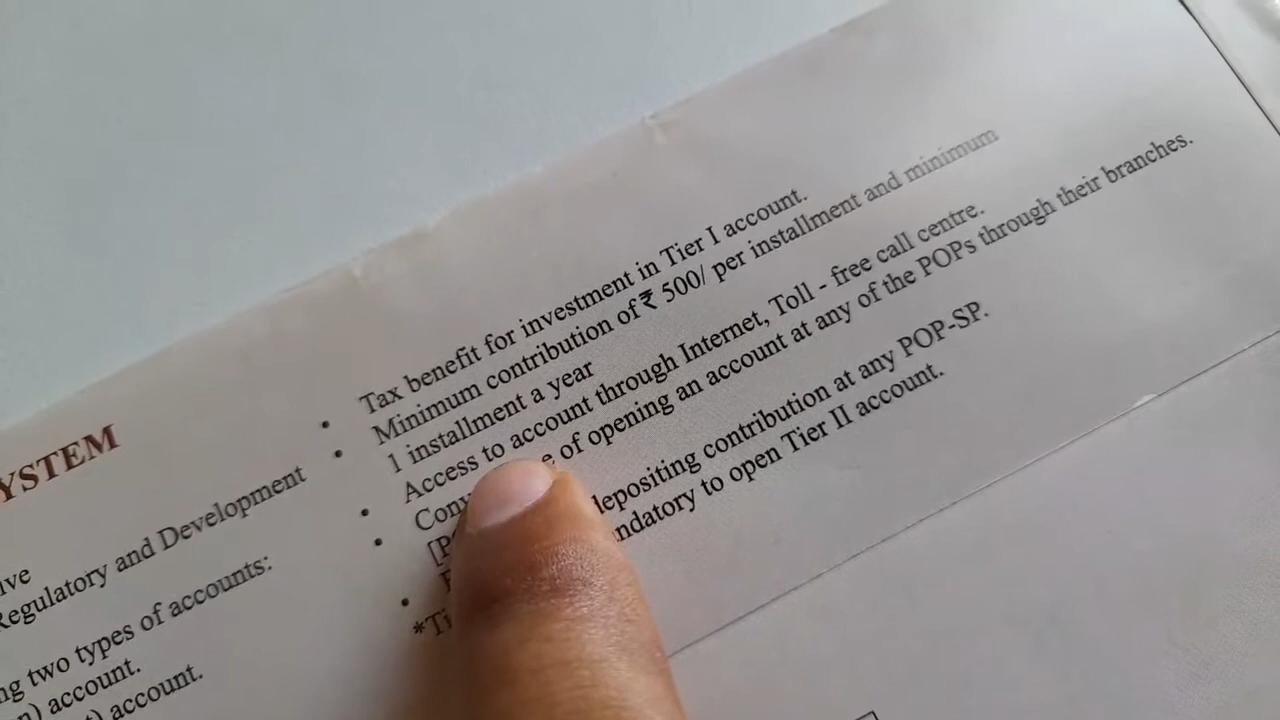 YSTEM
ive
Regulatory and Development
ng two types of accounts:
n) account.
t) account.
• Tax benefit for investment in Tier I account.
• Minimum contribution of ₹ 500/ per installment and minimum
1 installment a year
• Access to account through Internet, Toll - free call centre.
• of opening an account at any of the POPs through their branches.
• depositing contribution at any POP-SP.
to open Tier II account.